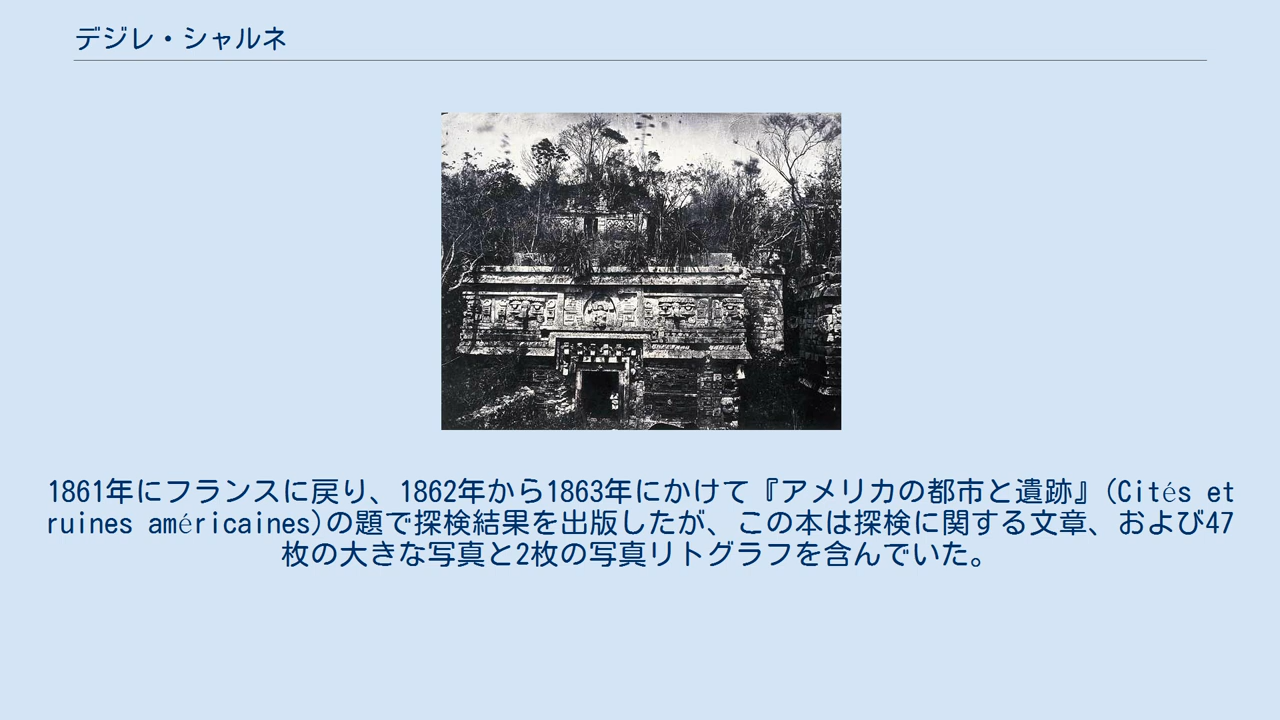 デジレ・シャルネ
1861年にフランスに戻り、1862年から1863年にかけて『アメリカの都市と遺跡』(Cités et
ruines américaines)の題で探検結果を出版したが、この本は探検に関する文章、および47
枚の大きな写真と2枚の写真リトグラフを含んでいた。